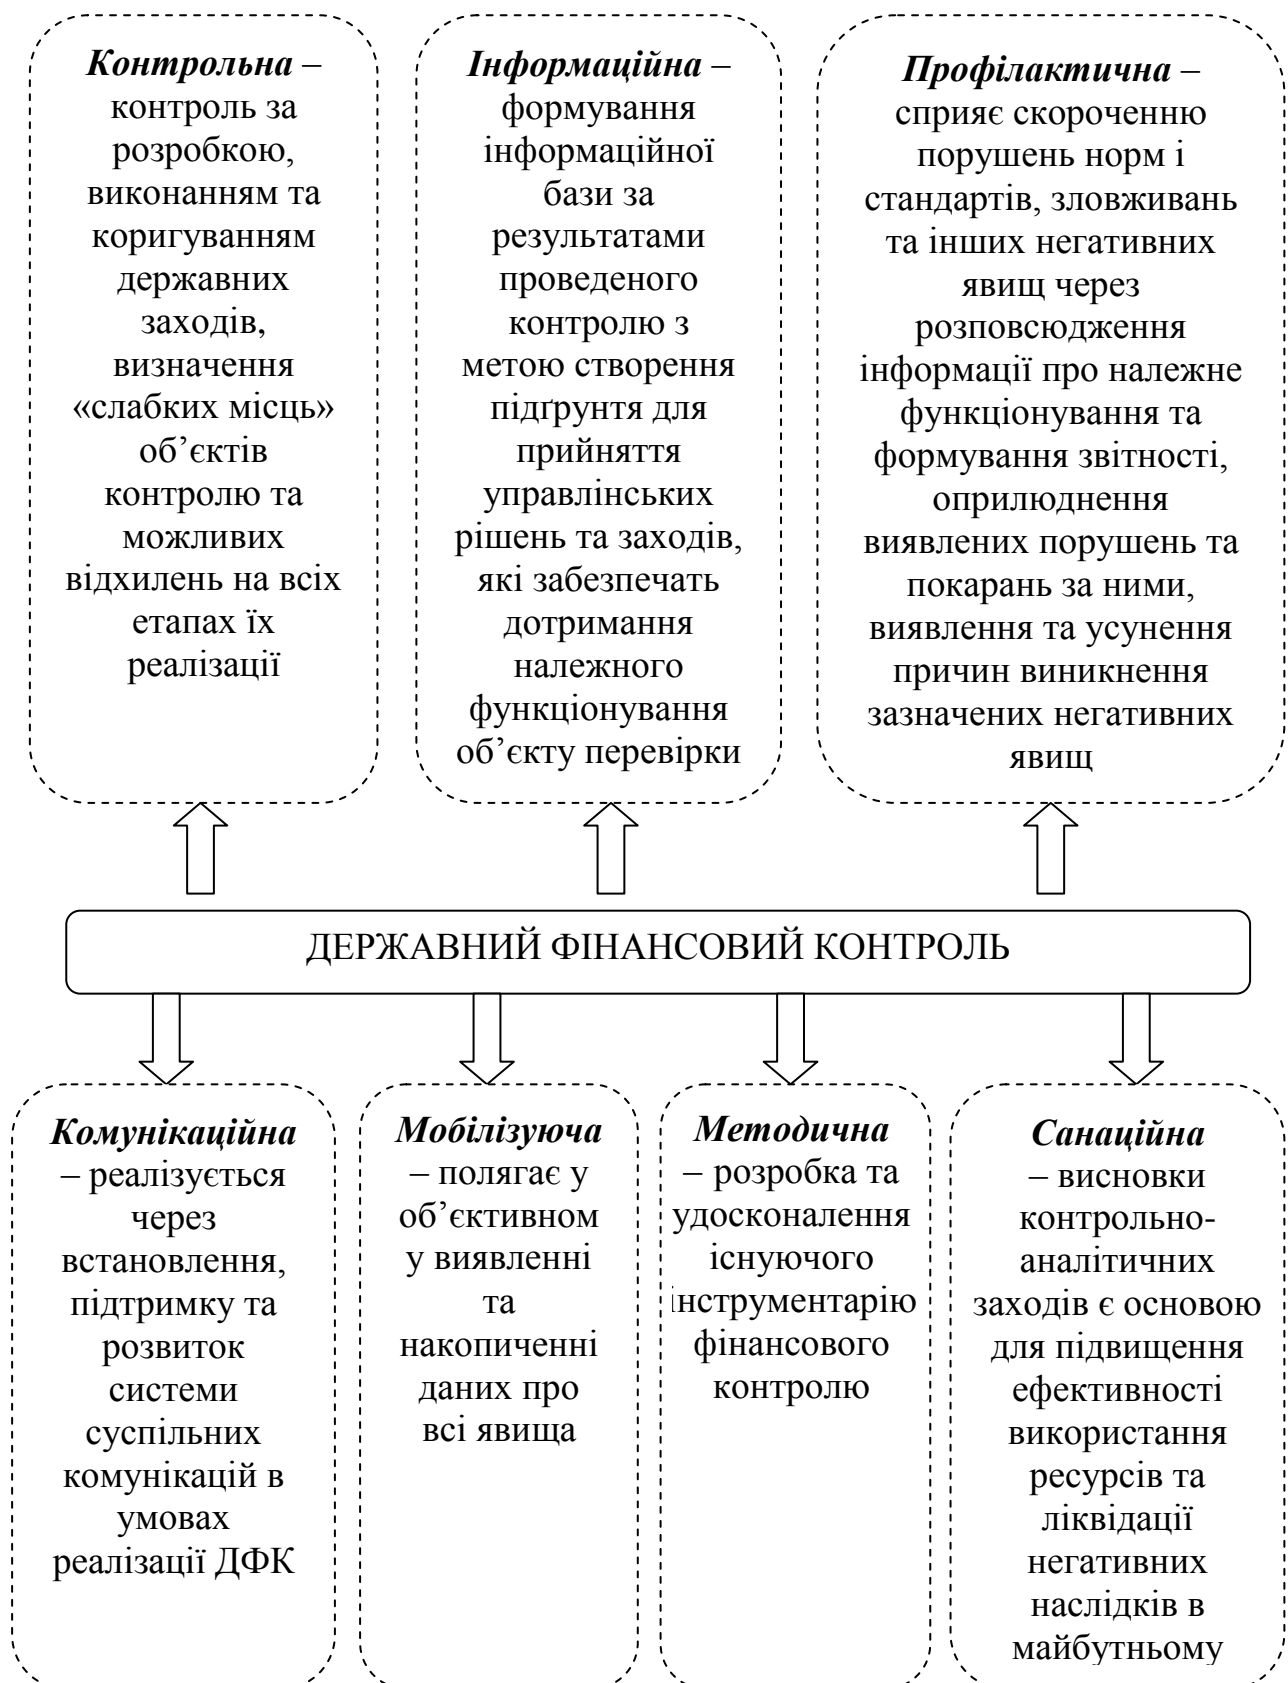 Контрольна –
контроль за
розробкою,
виконанням та
коригуванням
державних
заходів,
визначення
«слабких місць»
об’єктів
контролю та
можливих
відхилень на всіх
етапах їх
реалізації
Інформаційна –
формування
інформаційної
бази за
результатами
проведеного
контролю з
метою створення
підґрунтя для
прийняття
управлінських
рішень та заходів,
які забезпечать
дотримання
належного
функціонування
об’єкту перевірки
Профілактична –
сприяє скороченню
порушень норм і
стандартів, зловживань
та інших негативних
явищ через
розповсюдження
інформації про належне
функціонування та
формування звітності,
оприлюднення
виявлених порушень та
покарань за ними,
виявлення та усунення
причин виникнення
зазначених негативних
явищ
ДЕРЖАВНИЙ ФІНАНСОВИЙ КОНТРОЛЬ
Комунікаційна
– реалізується
через
встановлення,
підтримку та
розвиток
системи
суспільних
комунікацій в
умовах
реалізації ДФК
Мобілізуюча
– полягає у
об’єктивном
у виявленні
та
накопиченні
даних про
всі явища
Методична
– розробка та
удосконалення
існуючого
інструментарію
фінансового
контролю
Санаційна
– висновки
контрольно-
аналітичних
заходів є основою
для підвищення
ефективності
використання
ресурсів та
ліквідації
негативних
наслідків в
майбутньому